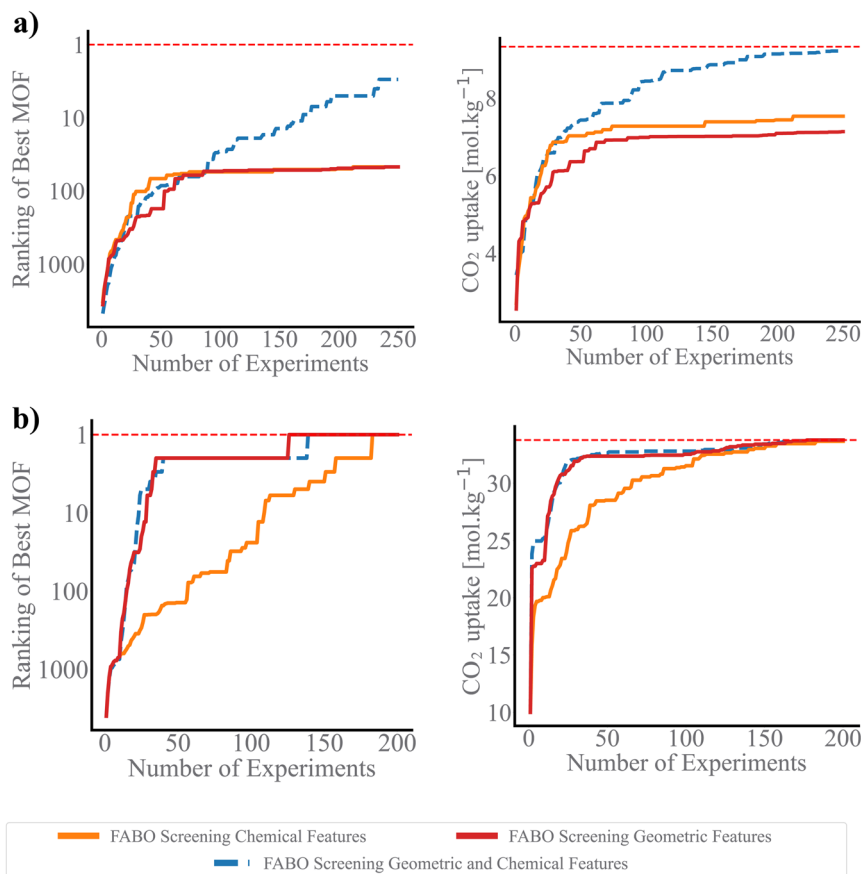 a)
Ranking of Best MOF
1
10
100
1000
0 50 100 150 200 250
Number of Experiments
CO₂ uptake [mol.kg⁻¹]
8
6
4
0 50 100 150 200 250
Number of Experiments
b)
Ranking of Best MOF
1
10
100
1000
0 50 100 150 200
Number of Experiments
CO₂ uptake [mol.kg⁻¹]
30
25
20
15
10
0 50 100 150 200
Number of Experiments
FABO Screening Chemical Features
FABO Screening Geometric Features
FABO Screening Geometric and Chemical Features